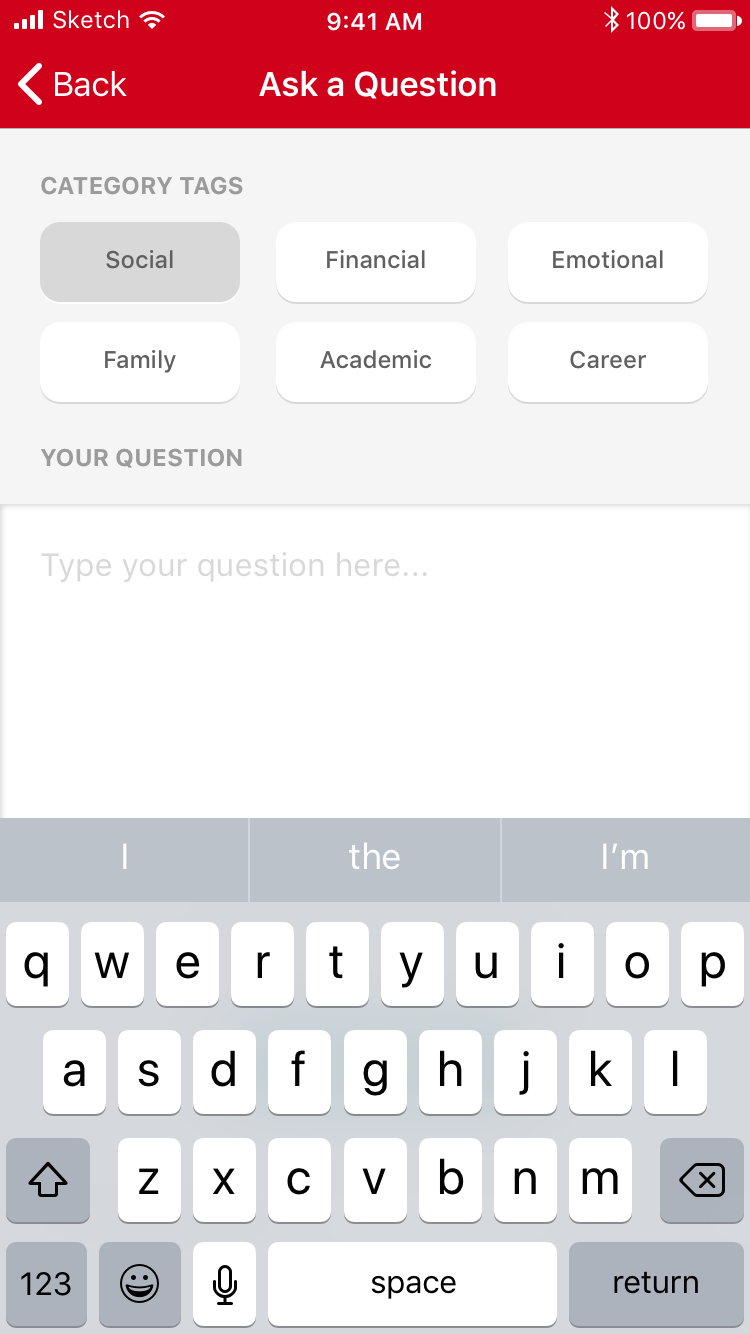 Sketch 9:41 AM 100%
Back Ask a Question
CATEGORY TAGS
Social Financial Emotional
Family Academic Career
YOUR QUESTION
Type your question here...
I the I’m
q w e r t y u i o p
a s d f g h j k l
z x c v b n m
123 space return